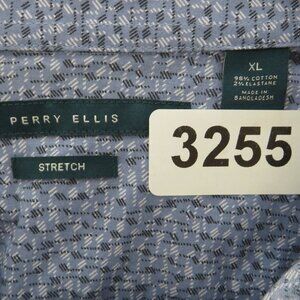 XL
98% COTTON
2% ELASTANE
MADE IN
BANGLADESH
PERRY ELLIS
STRETCH
3255